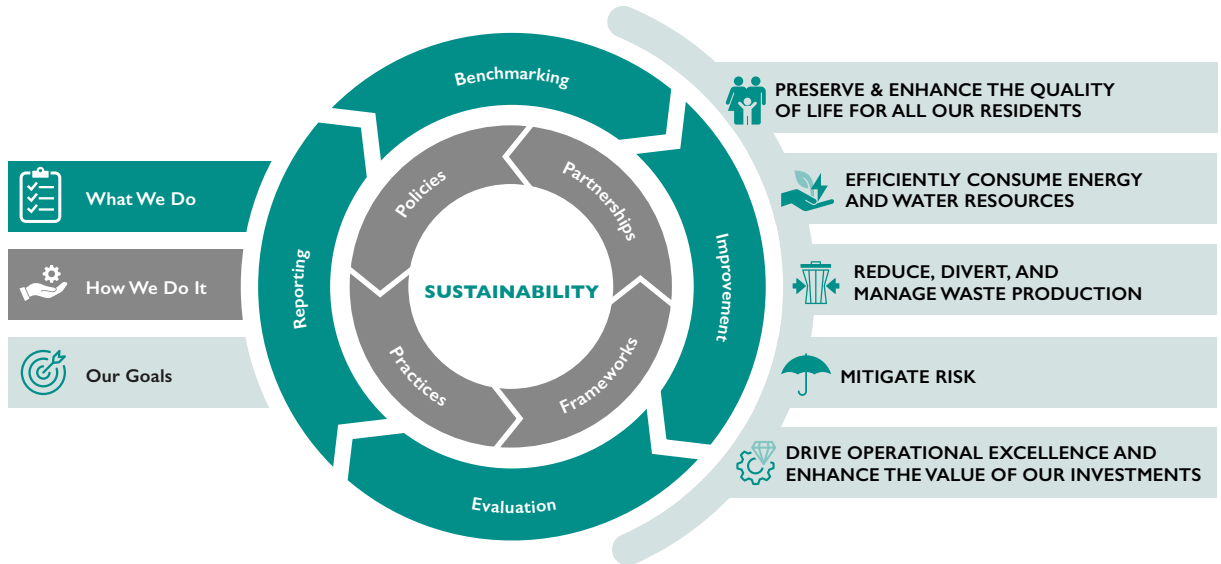 What We Do
How We Do It
Our Goals
Benchmarking
Improvement
Evaluation
Reporting
Policies
Partnerships
Frameworks
Practices
SUSTAINABILITY
PRESERVE & ENHANCE THE QUALITY
OF LIFE FOR ALL OUR RESIDENTS
EFFICIENTLY CONSUME ENERGY
AND WATER RESOURCES
REDUCE, DIVERT, AND
MANAGE WASTE PRODUCTION
MITIGATE RISK
DRIVE OPERATIONAL EXCELLENCE AND
ENHANCE THE VALUE OF OUR INVESTMENTS